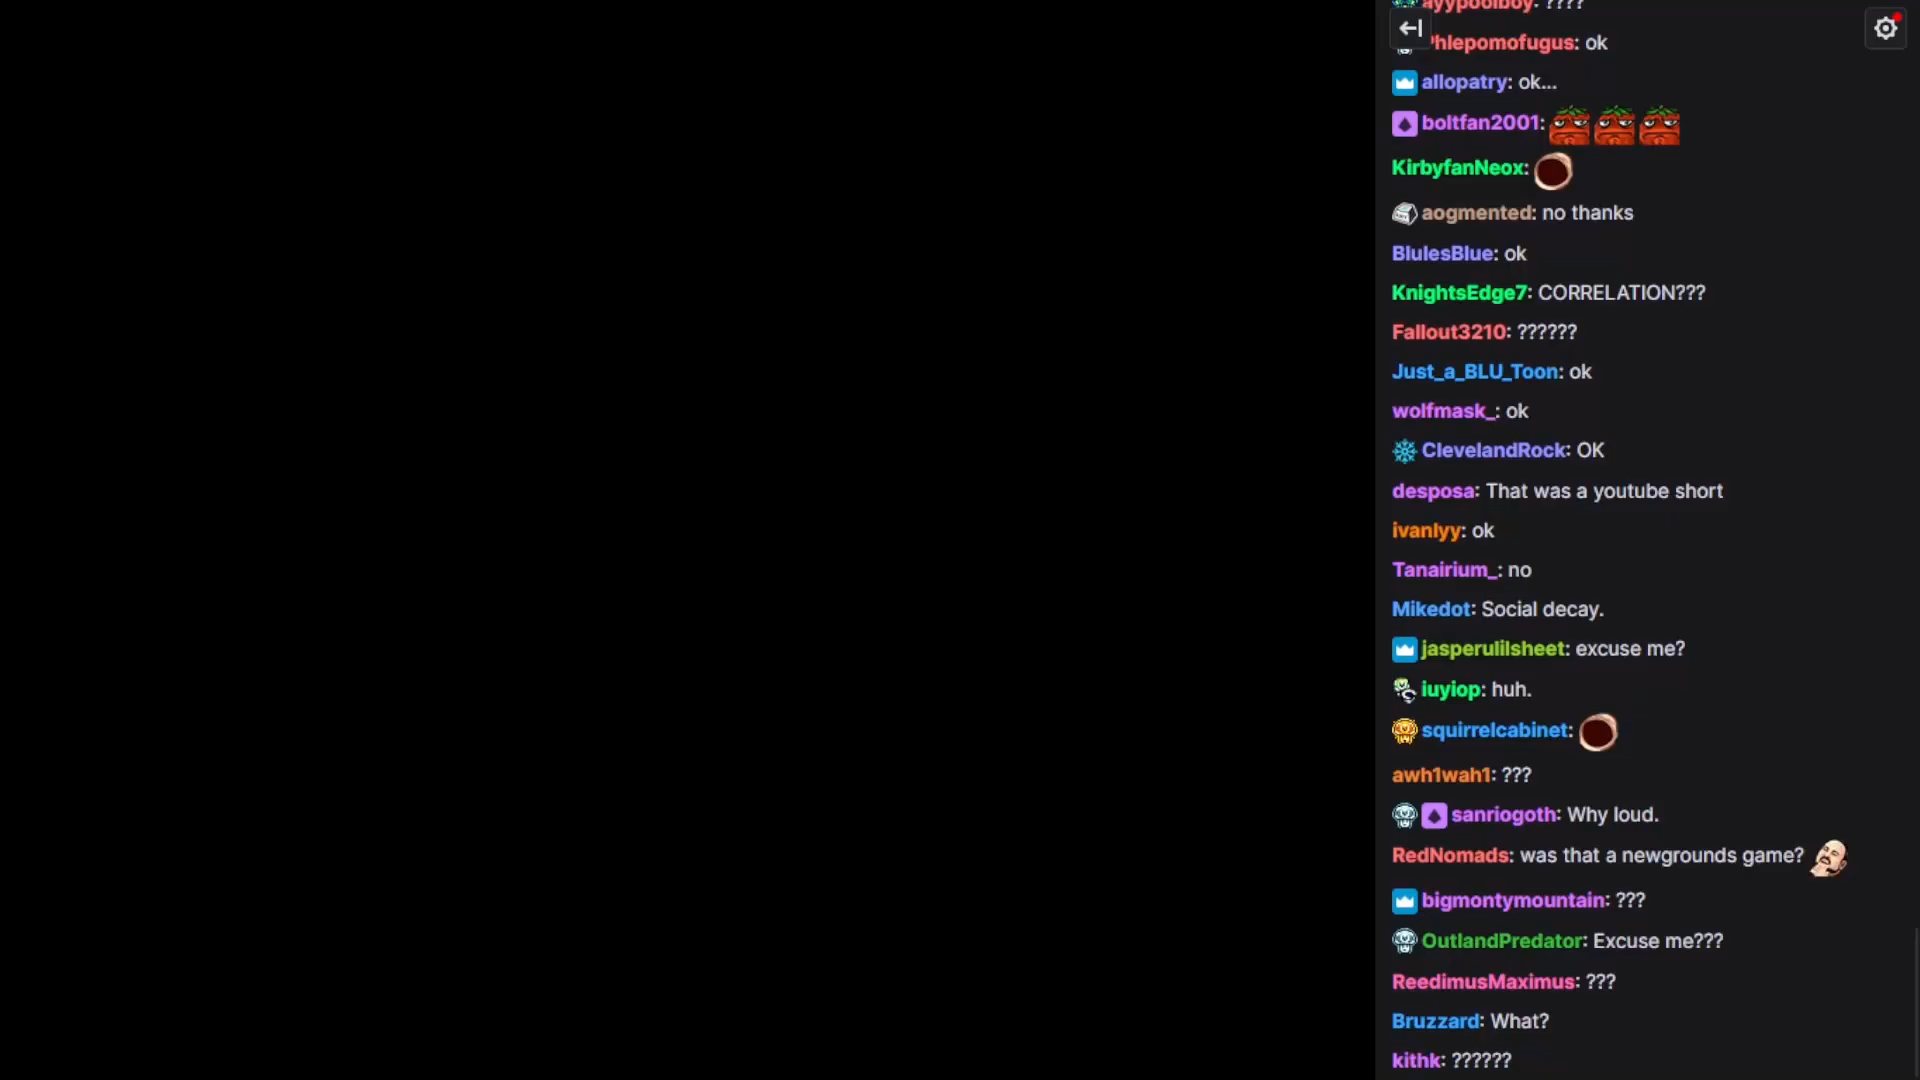 ayypoolboy: ????
Phlepomofugus: ok
allopatry: ok...
boltfan2001:
KirbyfanNeox:
aogmented: no thanks
BlulesBlue: ok
KnightsEdge7: CORRELATION???
Fallout3210: ??????
Just_a_BLU_Toon: ok
wolfmask_: ok
ClevelandRock: OK
desposa: That was a youtube short
ivanlyy: ok
Tanairium_: no
Mikedot: Social decay.
jasperulilsheet: excuse me?
iuyiop: huh.
squirrelcabinet:
awh1wah1: ???
sanriogoth: Why loud.
RedNomads: was that a newgrounds game?
bigmontymountain: ???
OutlandPredator: Excuse me???
ReedimusMaximus: ???
Bruzzard: What?
kithk: ??????